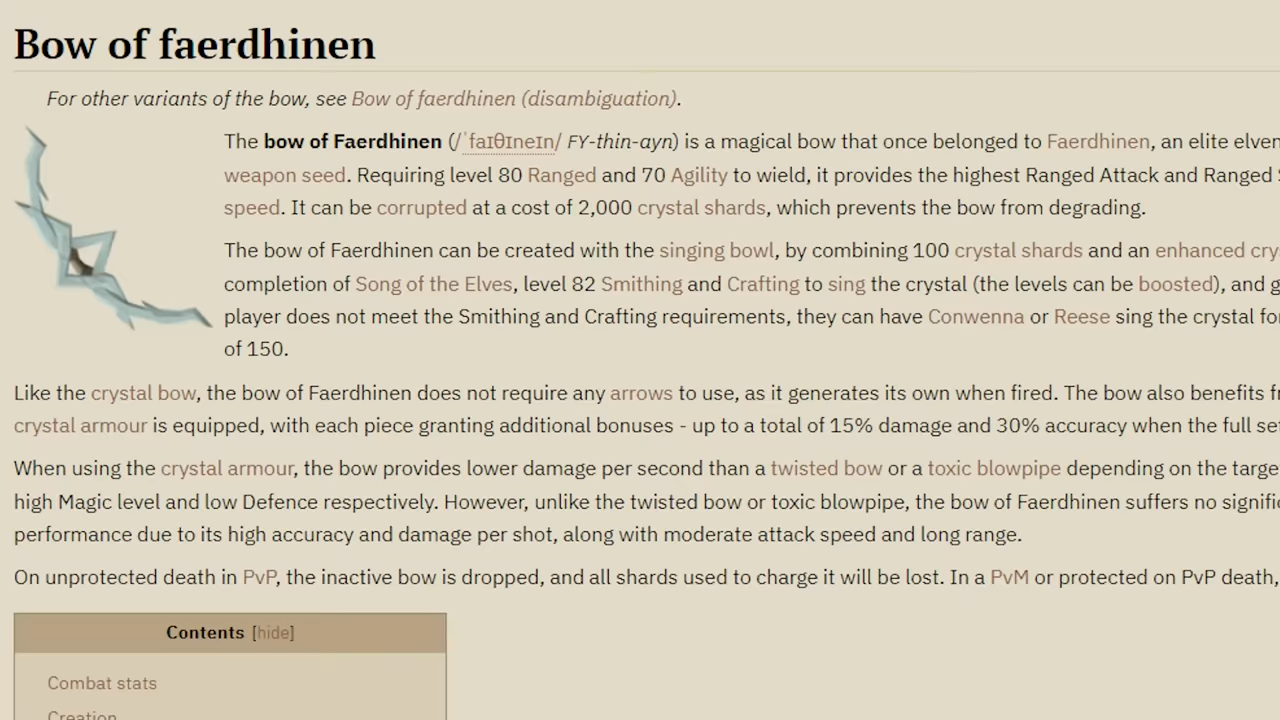 Bow of faerdhinen
For other variants of the bow, see Bow of faerdhinen (disambiguation).
The bow of Faerdhinen (/ˈfaɪθɪneɪn/ FY-thin-ayn) is a magical bow that once belonged to Faerdhinen, an elite elven
weapon seed. Requiring level 80 Ranged and 70 Agility to wield, it provides the highest Ranged Attack and Ranged
speed. It can be corrupted at a cost of 2,000 crystal shards, which prevents the bow from degrading.
The bow of Faerdhinen can be created with the singing bowl, by combining 100 crystal shards and an enhanced cry
completion of Song of the Elves, level 82 Smithing and Crafting to sing the crystal (the levels can be boosted), and g
player does not meet the Smithing and Crafting requirements, they can have Conwenna or Reese sing the crystal for
of 150.
Like the crystal bow, the bow of Faerdhinen does not require any arrows to use, as it generates its own when fired. The bow also benefits fr
crystal armour is equipped, with each piece granting additional bonuses - up to a total of 15% damage and 30% accuracy when the full set
When using the crystal armour, the bow provides lower damage per second than a twisted bow or a toxic blowpipe depending on the targe
high Magic level and low Defence respectively. However, unlike the twisted bow or toxic blowpipe, the bow of Faerdhinen suffers no signific
performance due to its high accuracy and damage per shot, along with moderate attack speed and long range.
On unprotected death in PvP, the inactive bow is dropped, and all shards used to charge it will be lost. In a PvM or protected on PvP death,
Contents [hide]
Combat stats
Creation